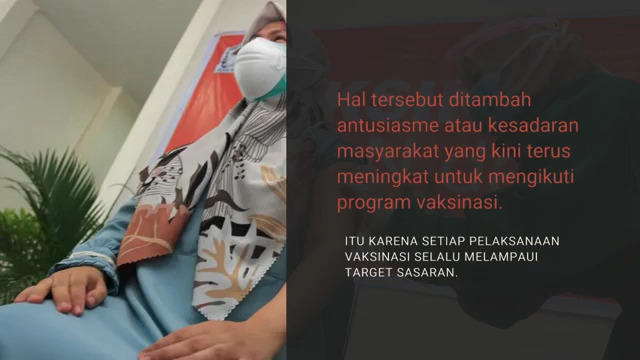 Hal tersebut ditambah
antusiasme atau kesadaran
masyarakat yang kini terus
meningkat untuk mengikuti
program vaksinasi.
ITU KARENA SETIAP PELAKSANAAN
VAKSINASI SELALU MELAMPAUI
TARGET SASARAN.